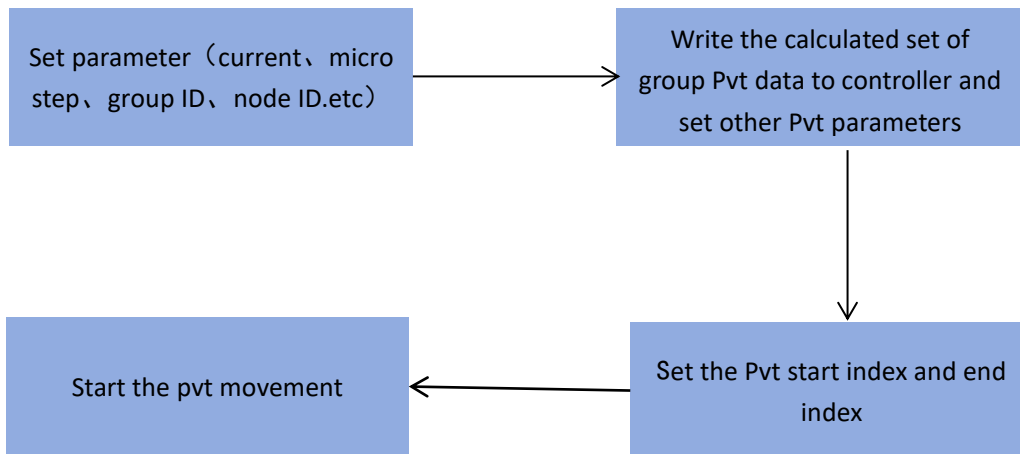 Set parameter（current、micro
step、group ID、node ID.etc）
Write the calculated set of
group Pvt data to controller and
set other Pvt parameters
Set the Pvt start index and end
index
Start the pvt movement